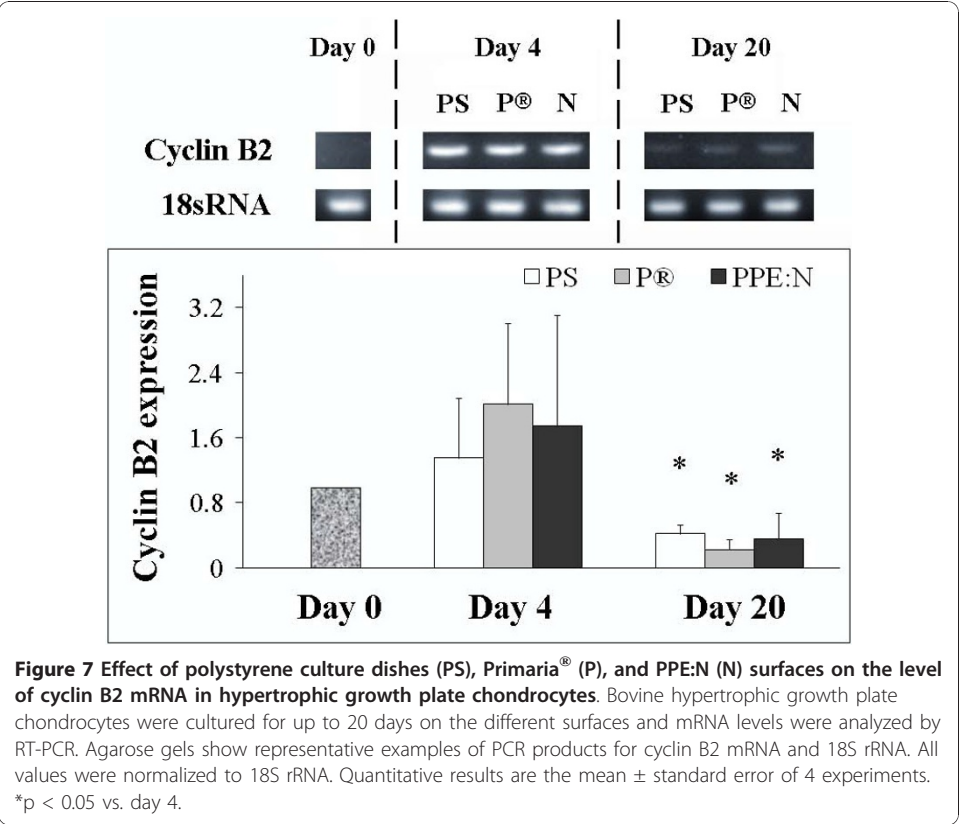 Day 0 Day 4 Day 20
PS P® N PS P® N
Cyclin B2
18sRNA
PS P® PPE:N
Cyclin B2 expression
3.2
2.4
1.6
0.8
0
* * *
Day 0 Day 4 Day 20
Figure 7 Effect of polystyrene culture dishes (PS), Primaria® (P), and PPE:N (N) surfaces on the level
of cyclin B2 mRNA in hypertrophic growth plate chondrocytes. Bovine hypertrophic growth plate
chondrocytes were cultured for up to 20 days on the different surfaces and mRNA levels were analyzed by
RT-PCR. Agarose gels show representative examples of PCR products for cyclin B2 mRNA and 18S rRNA. All
values were normalized to 18S rRNA. Quantitative results are the mean ± standard error of 4 experiments.
*p < 0.05 vs. day 4.